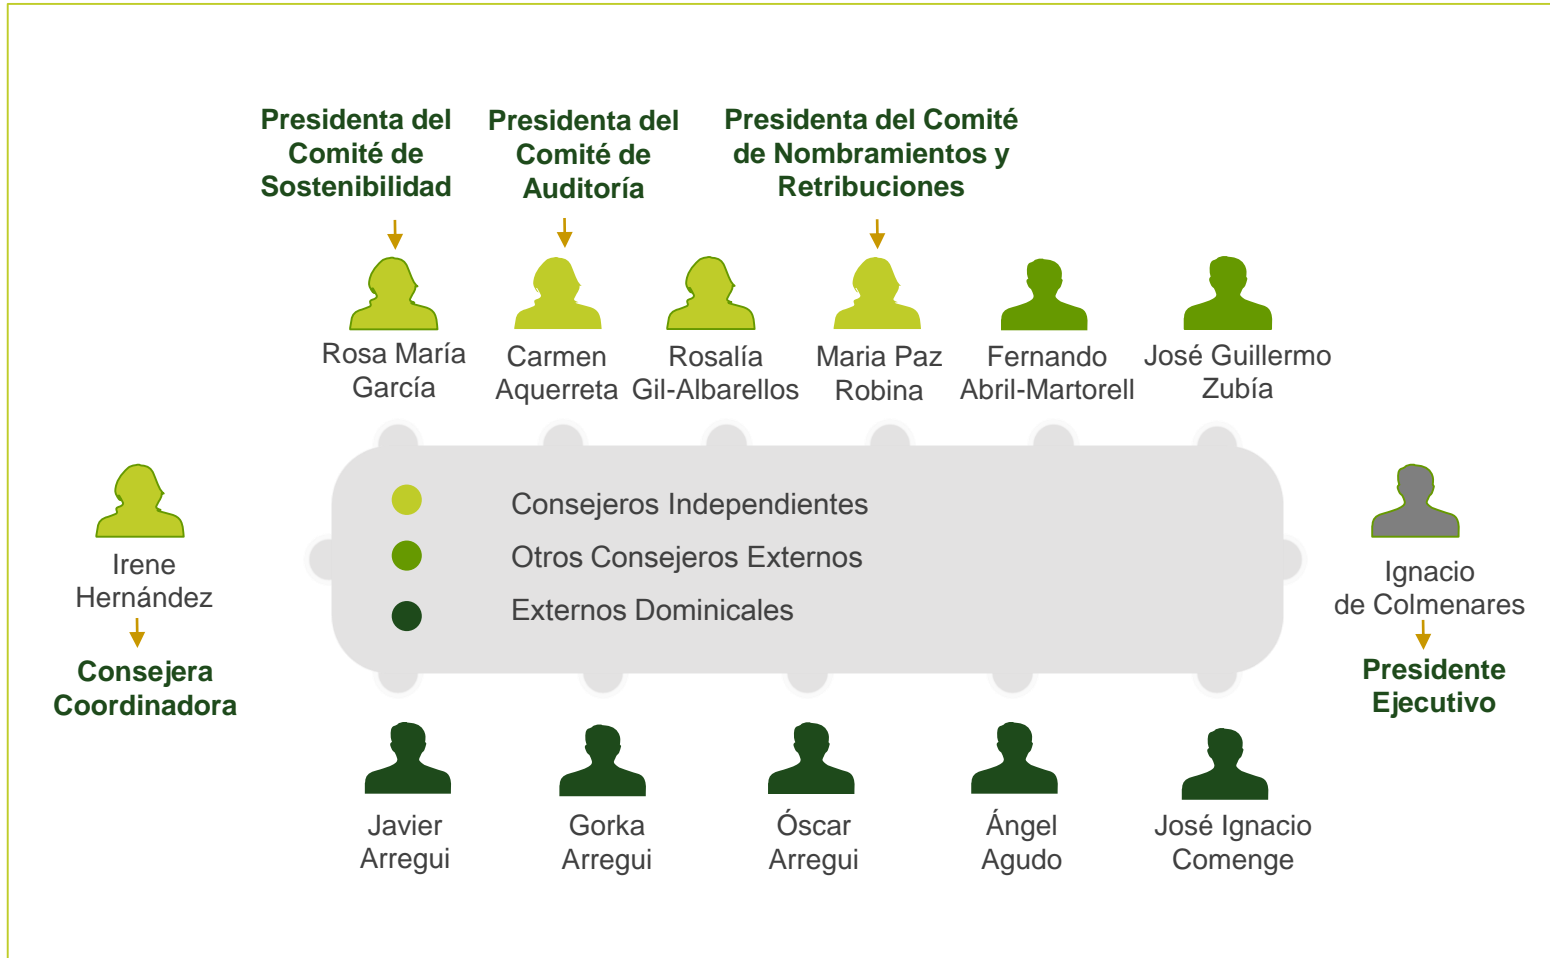 Presidenta del
Comité de
Sostenibilidad
Presidenta del
Comité de
Auditoría
Presidenta del Comité
de Nombramientos y
Retribuciones
Rosa María
García
Carmen
Aquerreta
Rosalía
Gil-Albarellos
Maria Paz
Robina
Fernando
Abril-Martorell
José Guillermo
Zubía
Irene
Hernández
Consejera
Coordinadora
Consejeros Independientes
Otros Consejeros Externos
Externos Dominicales
Ignacio
de Colmenares
Presidente
Ejecutivo
Javier
Arregui
Gorka
Arregui
Óscar
Arregui
Ángel
Agudo
José Ignacio
Comenge